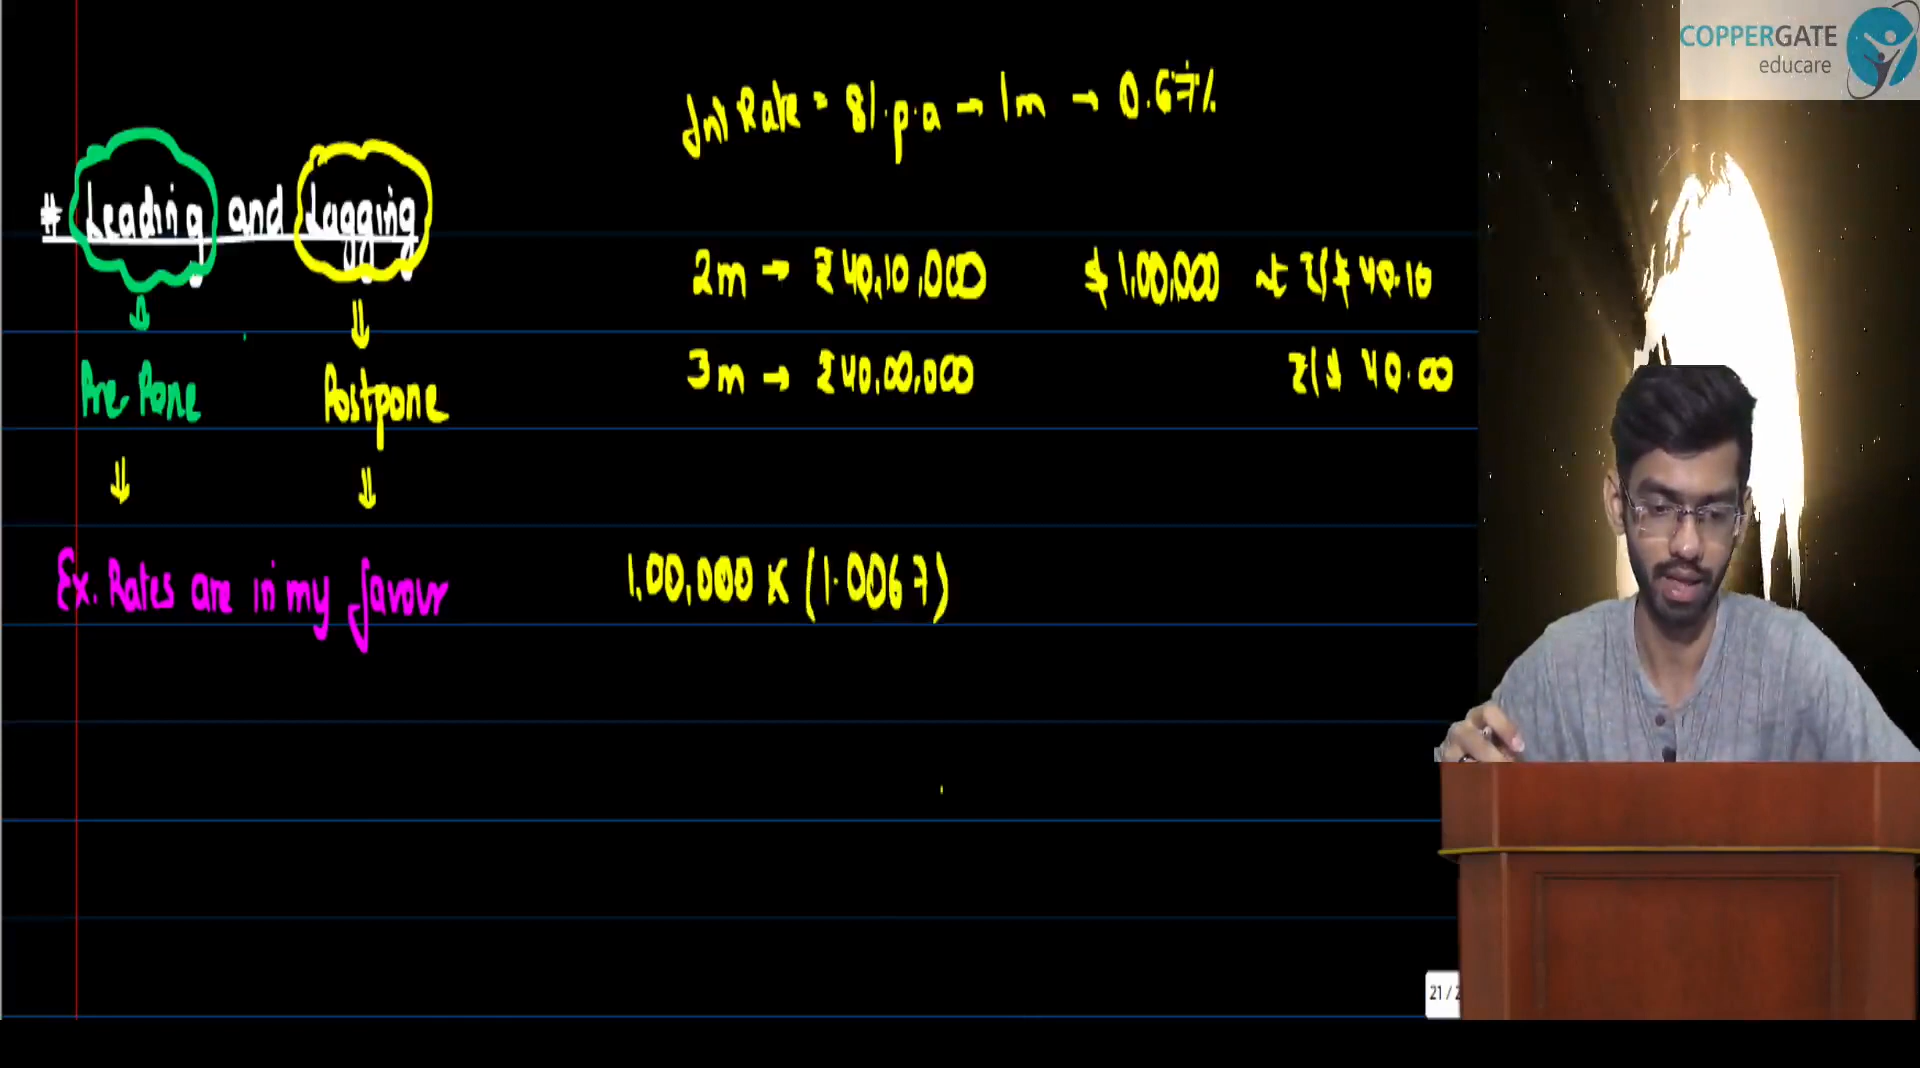 COPPERGATE
educare
Int Rate = 8%.p.a → 1m → 0.67%
# Leading and Lagging
2m → ₹40,10,000 $1,00,000 at ₹/$ 40.10
3m → ₹40,00,000 ₹/$ 40.00
Pre Pone Postpone
Ex. Rates are in my favour
1,00,000 x (1.0067)
21 / 2